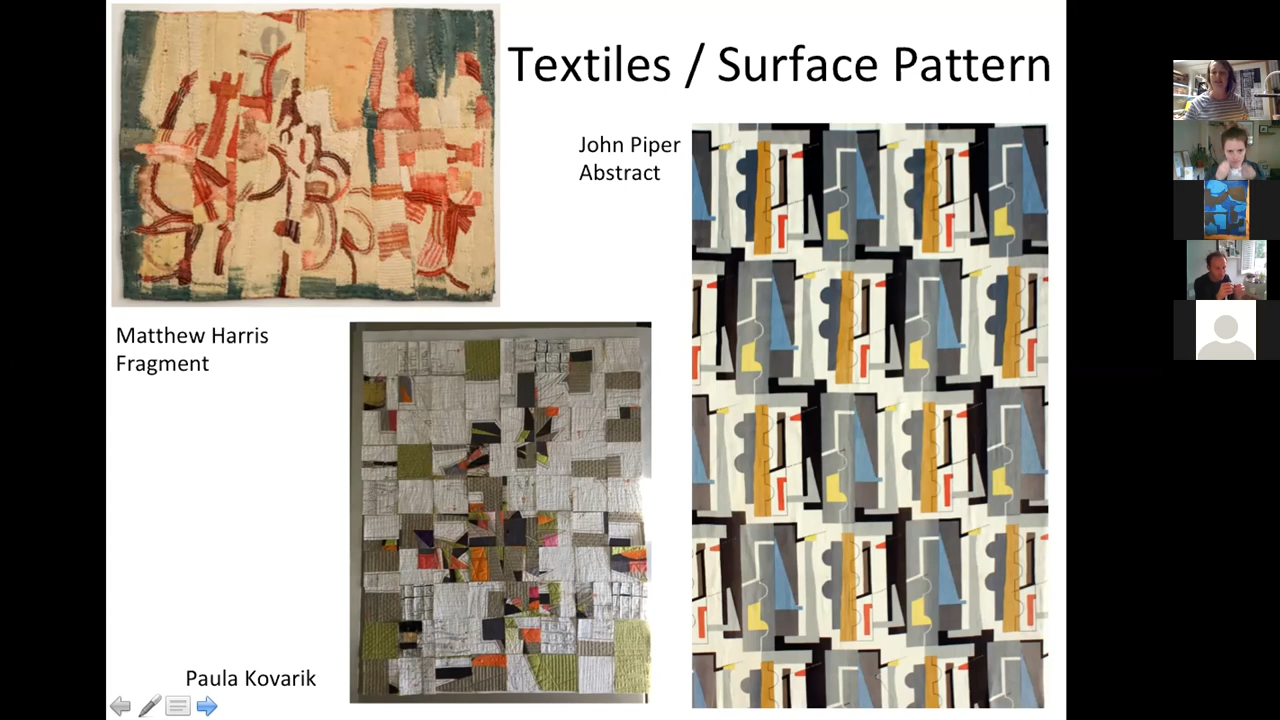 Textiles / Surface Pattern
John Piper
Abstract
Matthew Harris
Fragment
Paula Kovarik